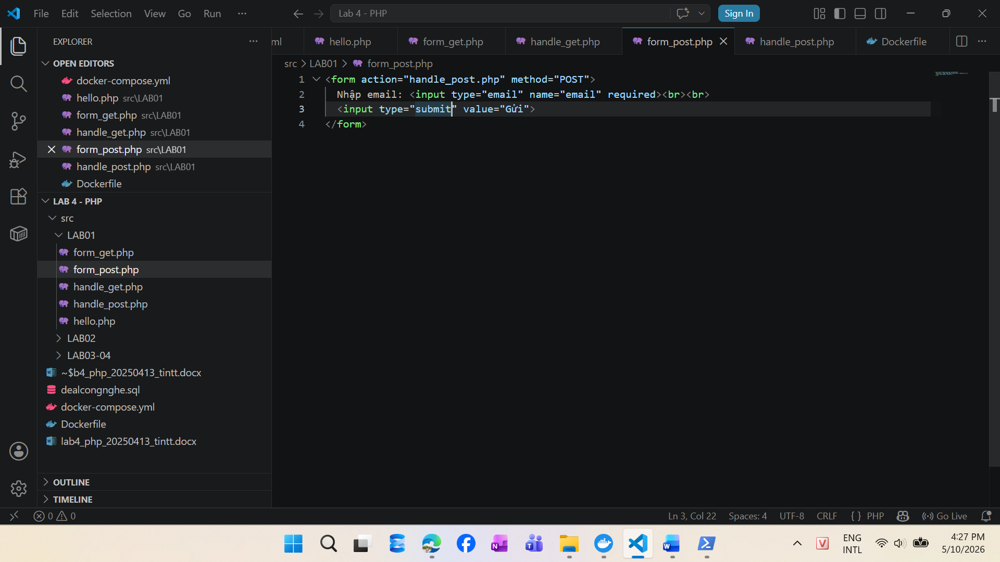 File Edit Selection View Go Run ···
Lab 4 - PHP
Sign In
EXPLORER ···
ml
hello.php
form_get.php
handle_get.php
form_post.php
handle_post.php
Dockerfile
OPEN EDITORS
docker-compose.yml
hello.php src\LAB01
form_get.php src\LAB01
handle_get.php src\LAB01
form_post.php src\LAB01
handle_post.php src\LAB01
Dockerfile
LAB 4 - PHP
src
LAB01
form_get.php
form_post.php
handle_get.php
handle_post.php
hello.php
LAB02
LAB03-04
~$b4_php_20250413_tintt.docx
dealcongnghe.sql
docker-compose.yml
Dockerfile
lab4_php_20250413_tintt.docx
OUTLINE
TIMELINE
src > LAB01 > form_post.php
1 <form action="handle_post.php" method="POST">
2 Nhập email: <input type="email" name="email" required><br><br>
3 <input type="submit" value="Gửi">
4 </form>
0 0
Ln 3, Col 22 Spaces: 4 UTF-8 CRLF { } PHP Go Live
ENG
INTL
4:27 PM
5/10/2026